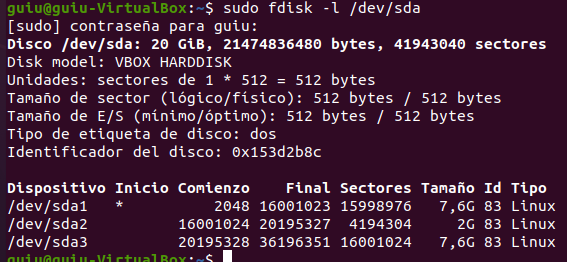 guiu@guiu-VirtualBox:~$ sudo fdisk -l /dev/sda
[sudo] contraseña para guiu:
Disco /dev/sda: 20 GiB, 21474836480 bytes, 41943040 sectores
Disk model: VBOX HARDDISK
Unidades: sectores de 1 * 512 = 512 bytes
Tamaño de sector (lógico/físico): 512 bytes / 512 bytes
Tamaño de E/S (mínimo/óptimo): 512 bytes / 512 bytes
Tipo de etiqueta de disco: dos
Identificador del disco: 0x153d2b8c

Dispositivo Inicio Comienzo    Final Sectores Tamaño Id Tipo
/dev/sda1   *          2048 16001023 15998976   7,6G 83 Linux
/dev/sda2          16001024 20195327  4194304     2G 83 Linux
/dev/sda3          20195328 36196351 16001024   7,6G 83 Linux
guiu@guiu-VirtualBox:~$